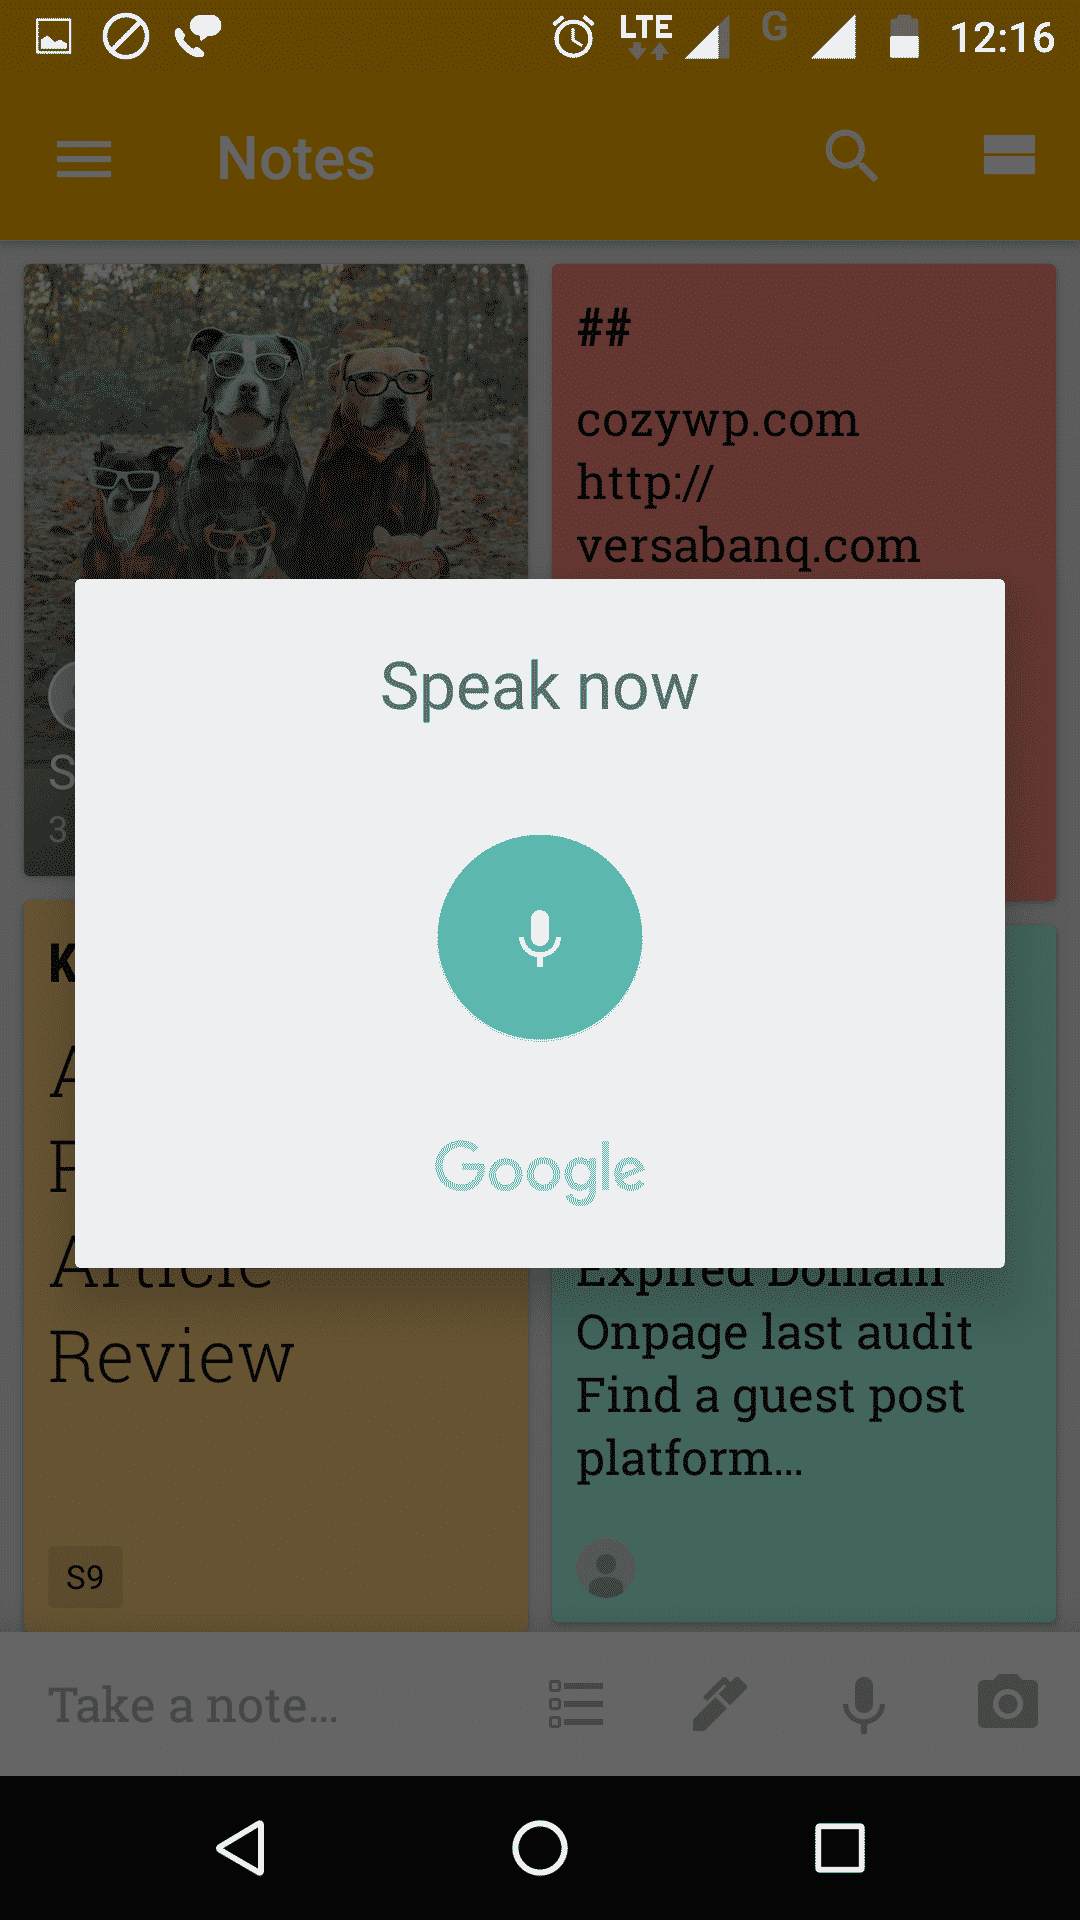 LTE G 12:16
Notes
##
cozywp.com
http://
versabanq.com
Speak now
S
3
K
Google
Article
Review
Expired Domain
Onpage last audit
Find a guest post
platform...
S9
Take a note...